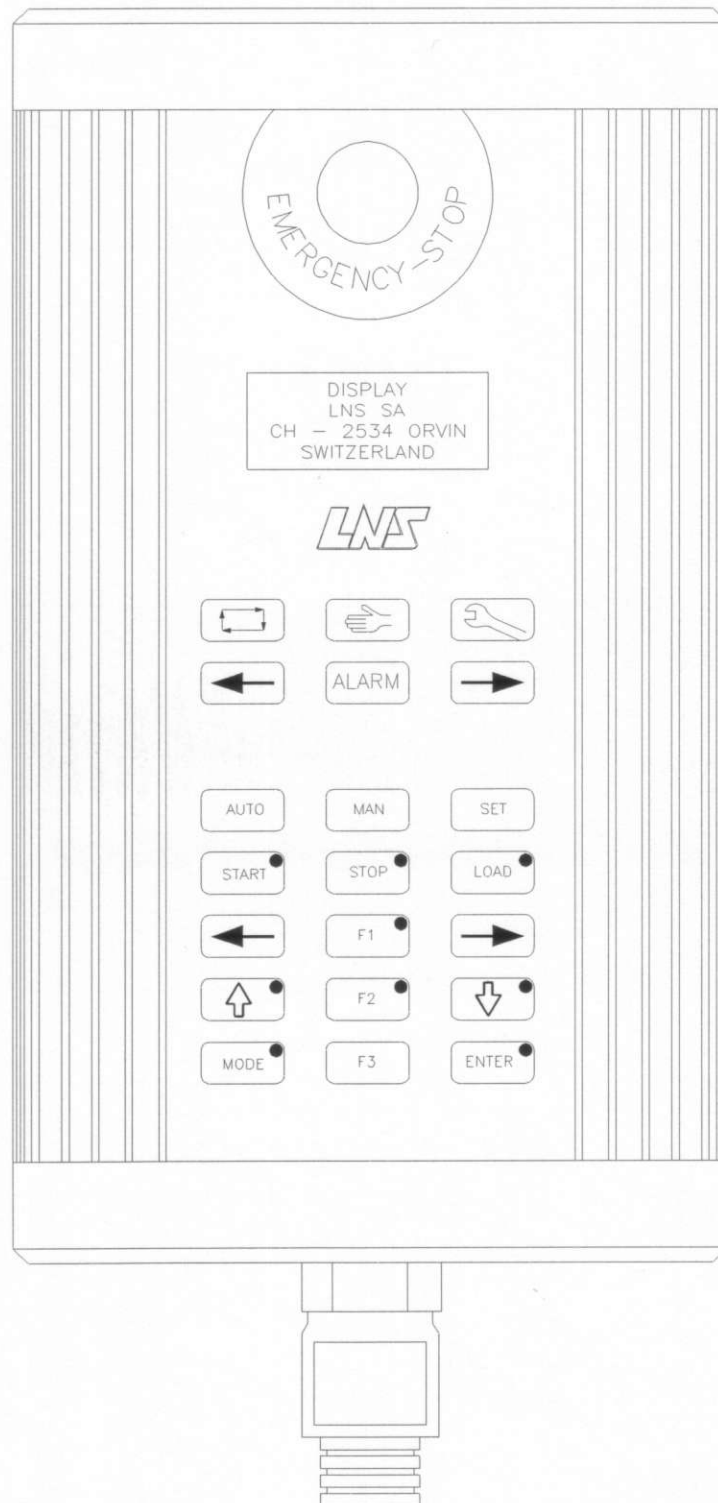 EMERGENCY-STOP
DISPLAY
LNS SA
CH - 2534 ORVIN
SWITZERLAND
LNS
ALARM
AUTO MAN SET
START STOP LOAD
F1
F2
MODE F3 ENTER